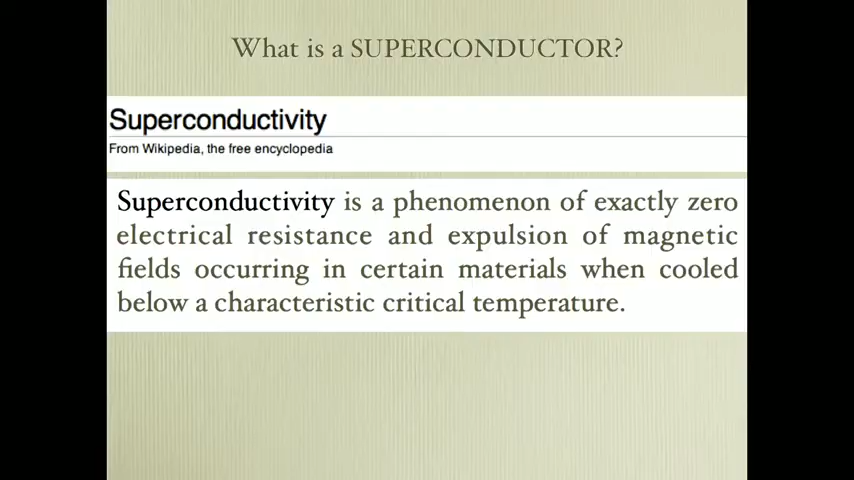 What is a SUPERCONDUCTOR?
Superconductivity
From Wikipedia, the free encyclopedia
Superconductivity is a phenomenon of exactly zero
electrical resistance and expulsion of magnetic
fields occurring in certain materials when cooled
below a characteristic critical temperature.